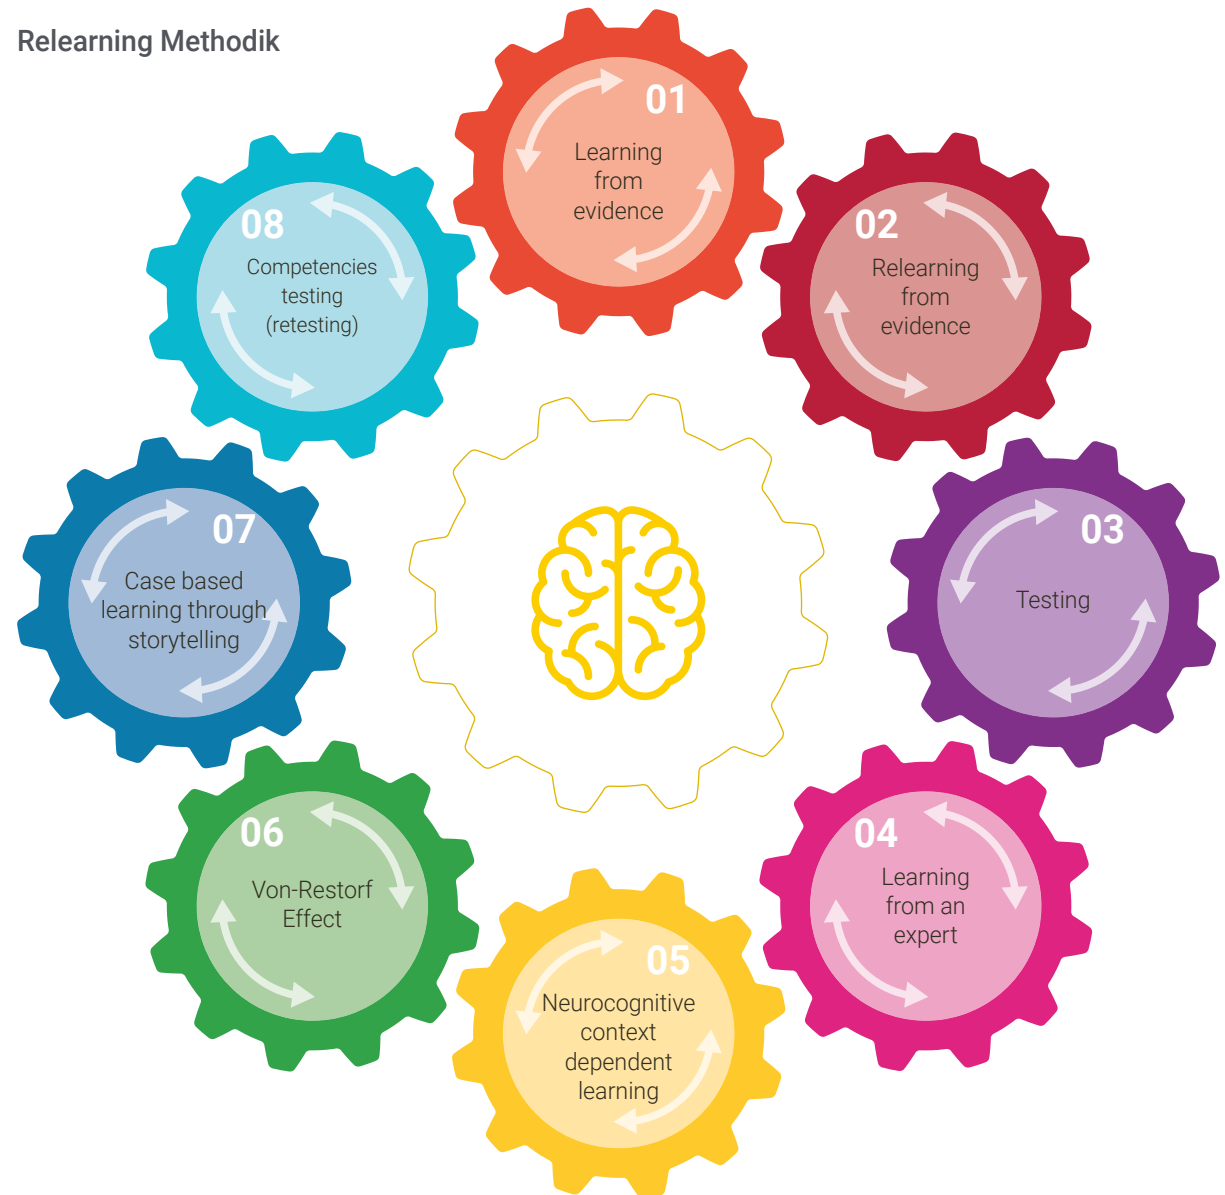 Relearning Methodik
01
Learning
from
evidence
02
Relearning
from
evidence
03
Testing
04
Learning
from an
expert
05
Neurocognitive
context
dependent
learning
06
Von-Restorf
Effect
07
Case based
learning through
storytelling
08
Competencies
testing
(retesting)